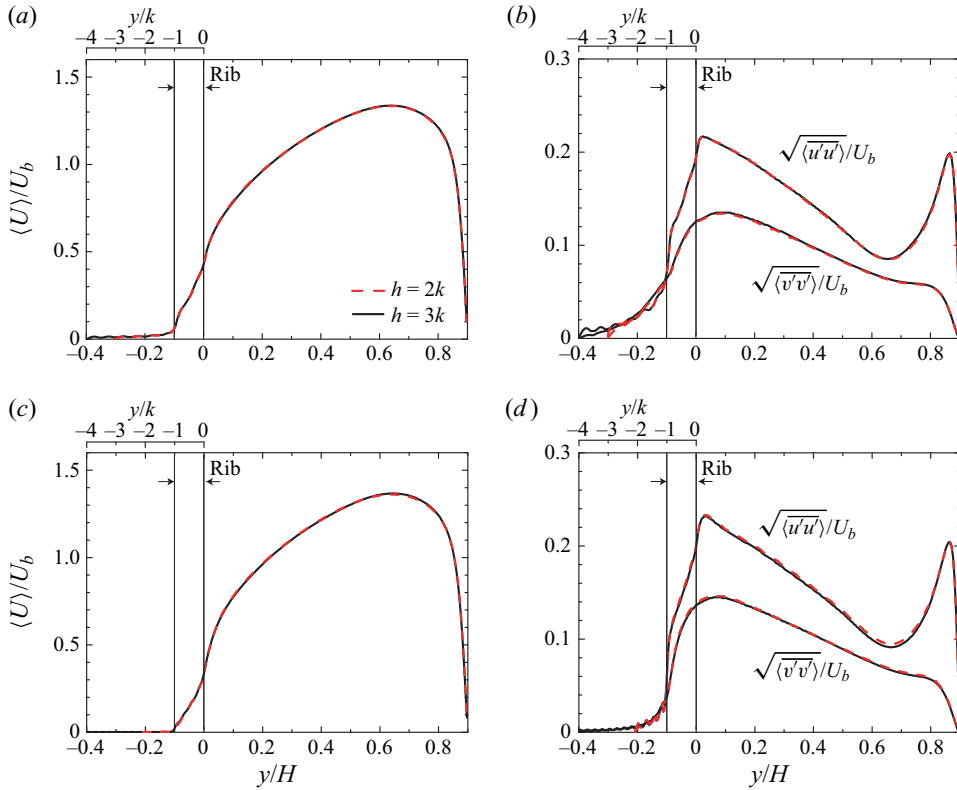 (a)
y/k
−4 −3 −2 −1 0
Rib
1.5
1.0
0.5
0
⟨U⟩/U_b
h = 2k
h = 3k
−0.4 −0.2 0 0.2 0.4 0.6 0.8
y/H
(b)
y/k
−4 −3 −2 −1 0
0.3
Rib
0.2
0.1
0
√⟨u′u′⟩/U_b
√⟨v′v′⟩/U_b
−0.4 −0.2 0 0.2 0.4 0.6 0.8
y/H
(c)
y/k
−4 −3 −2 −1 0
Rib
1.5
1.0
0.5
0
⟨U⟩/U_b
−0.4 −0.2 0 0.2 0.4 0.6 0.8
y/H
(d)
y/k
−4 −3 −2 −1 0
0.3
Rib
0.2
0.1
0
√⟨u′u′⟩/U_b
√⟨v′v′⟩/U_b
−0.4 −0.2 0 0.2 0.4 0.6 0.8
y/H